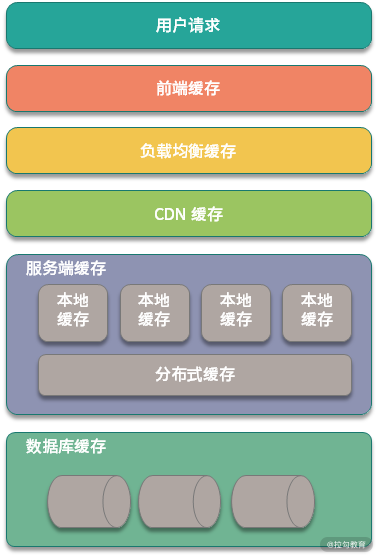 用户请求
前端缓存
负载均衡缓存
CDN 缓存
服务端缓存
本地
缓存
本地
缓存
本地
缓存
本地
缓存
分布式缓存
数据库缓存
@拉勾教育